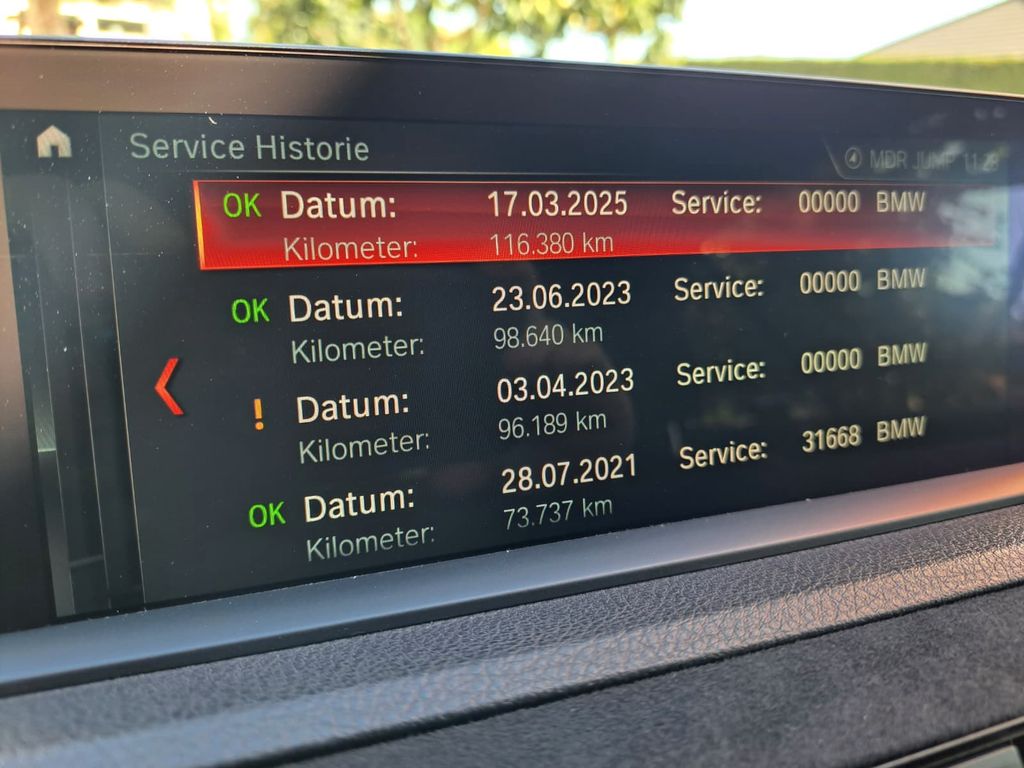 Service Historie
MDR JUMP 11:28
OK Datum: 17.03.2025 Service: 00000 BMW
Kilometer: 116.380 km
OK Datum: 23.06.2023 Service: 00000 BMW
Kilometer: 98.640 km
! Datum: 03.04.2023 Service: 00000 BMW
Kilometer: 96.189 km
OK Datum: 28.07.2021 Service: 31668 BMW
Kilometer: 73.737 km